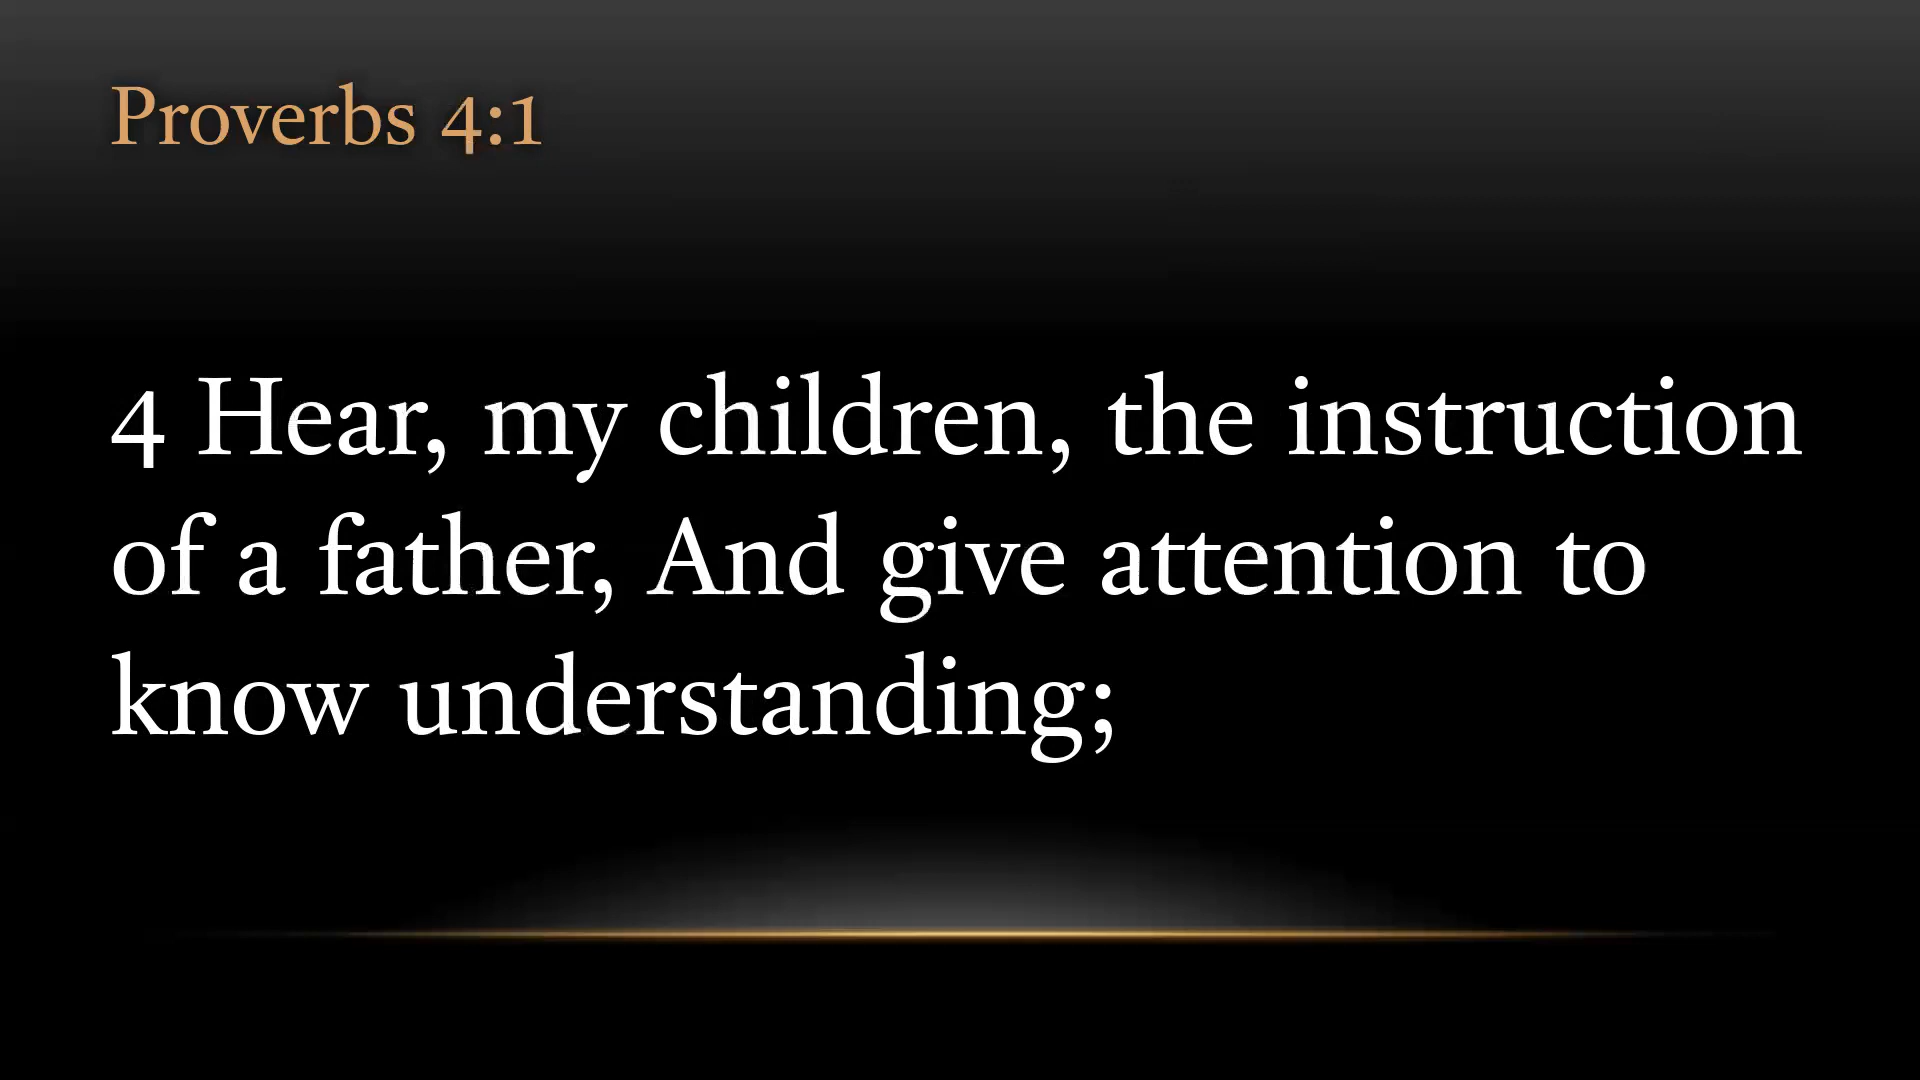 Proverbs 4:1
4 Hear, my children, the instruction
of a father, And give attention to
know understanding;